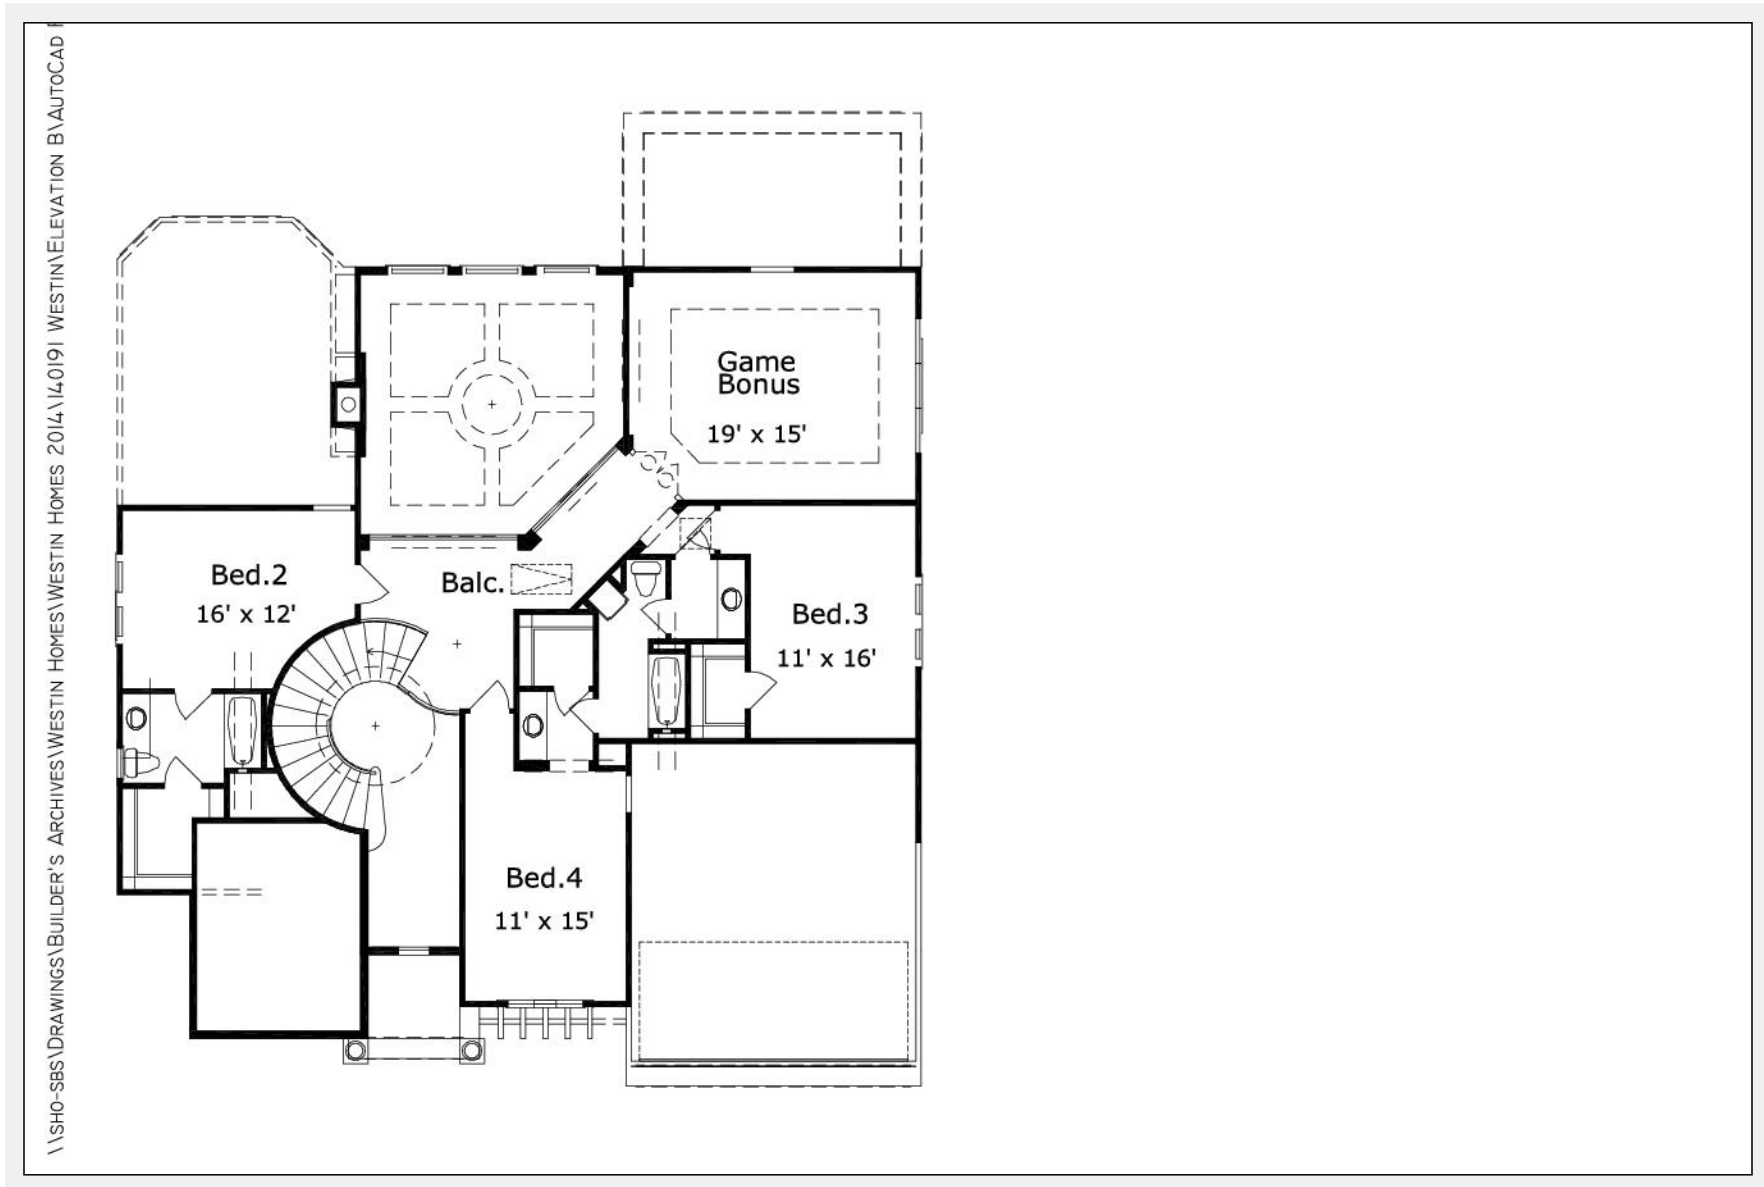 \\SHO-SBS\DRAWINGS\BUILDER'S ARCHIVES\WESTIN HOMES\WESTIN HOMES 2014\140191 WESTIN\ELEVATION B\AUTOCAD
Game
Bonus
19' x 15'
Bed.2
16' x 12'
Balc.
Bed.3
11' x 16'
Bed.4
11' x 15'